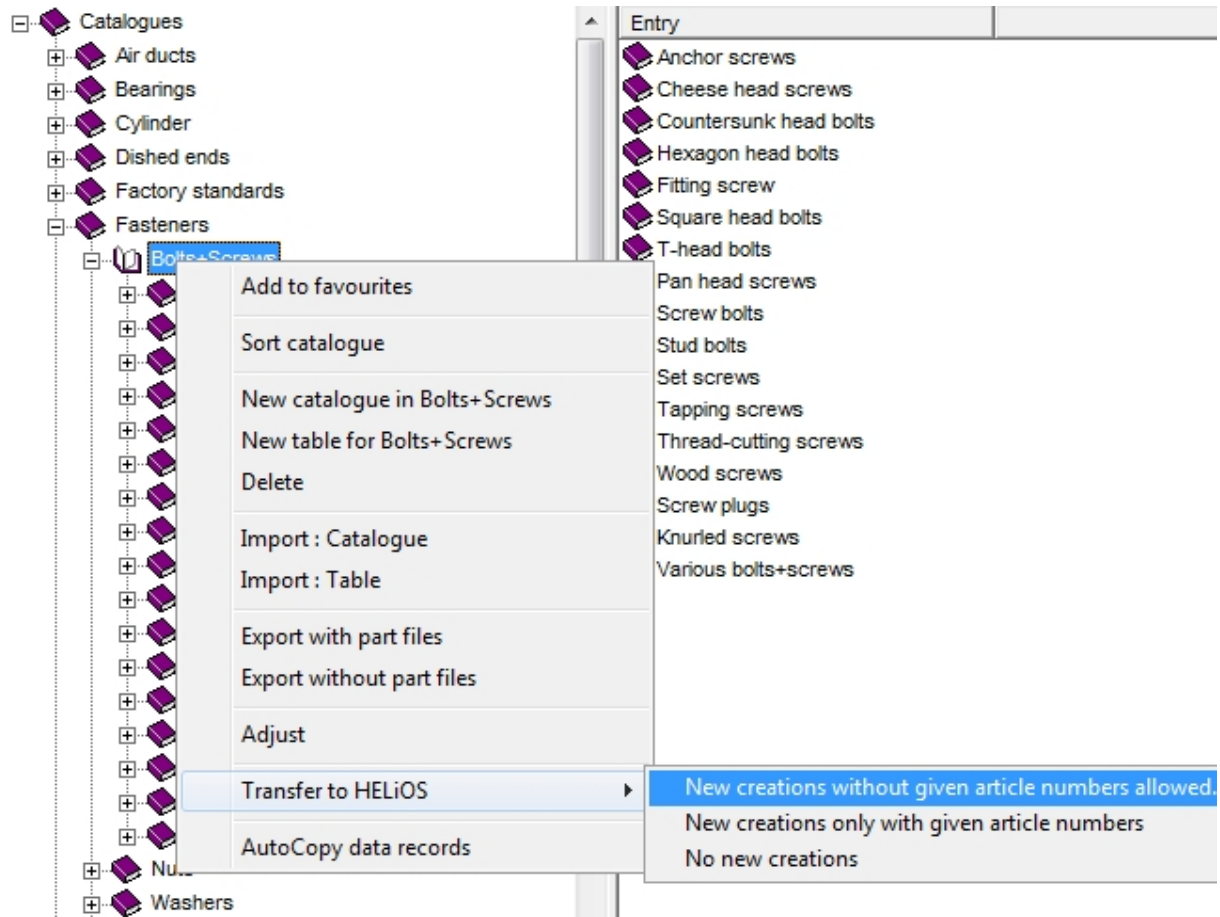 Catalogues
Air ducts
Bearings
Cylinder
Dished ends
Factory standards
Fasteners
Bolts+Screws
Nuts
Washers
Add to favourites
Sort catalogue
New catalogue in Bolts+Screws
New table for Bolts+Screws
Delete
Import : Catalogue
Import : Table
Export with part files
Export without part files
Adjust
Transfer to HELiOS
AutoCopy data records
New creations without given article numbers allowed.
New creations only with given article numbers
No new creations
Entry
Anchor screws
Cheese head screws
Countersunk head bolts
Hexagon head bolts
Fitting screw
Square head bolts
T-head bolts
Pan head screws
Screw bolts
Stud bolts
Set screws
Tapping screws
Thread-cutting screws
Wood screws
Screw plugs
Knurled screws
Various bolts+screws